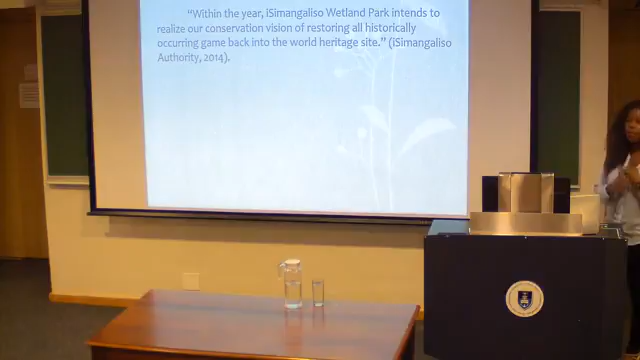 "Within the year, iSimangaliso Wetland Park intends to
realize our conservation vision of restoring all historically
occurring game back into the world heritage site." (iSimangaliso
Authority, 2014).